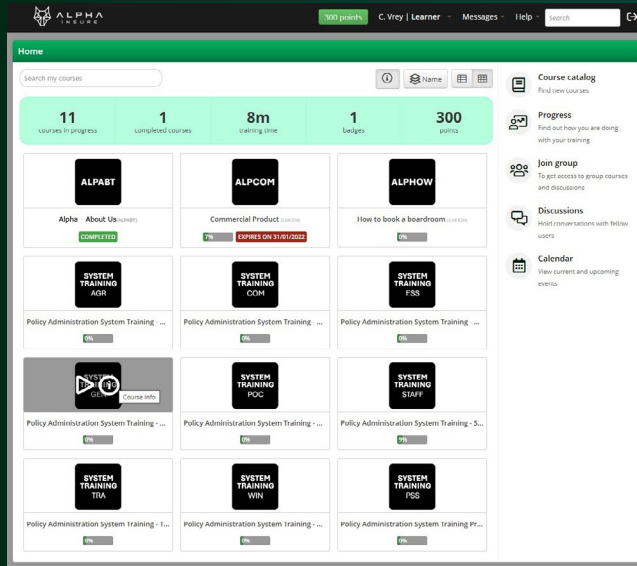 ALPHA
INSURE
300 points
C. Vrey | Learner
Messages
Help
Search
Home
Search my courses
Name
11
courses in progress
1
completed courses
8m
training time
1
badges
300
points
ALPABT
Alpha - About Us (ALPABT)
COMPLETED
ALPCOM
Commercial Product
7%
EXPIRES ON 31/01/2022
ALPHOW
How to book a boardroom
0%
SYSTEM
TRAINING
AGR
Policy Administration System Training - ...
0%
SYSTEM
TRAINING
COM
Policy Administration System Training - ...
0%
SYSTEM
TRAINING
ESS
Policy Administration System Training - ...
0%
SYSTEM
TRAINING
GEN
Course info
Policy Administration System Training - ...
0%
SYSTEM
TRAINING
POC
Policy Administration System Training - ...
0%
SYSTEM
TRAINING
STAFF
Policy Administration System Training - S...
9%
SYSTEM
TRAINING
TRA
Policy Administration System Training - T...
0%
SYSTEM
TRAINING
WIN
Policy Administration System Training - ...
0%
SYSTEM
TRAINING
PSS
Policy Administration System Training Pr...
0%
Course catalog
Find new courses
Progress
Find out how you are doing
with your training
Join group
To get access to group courses
and discussions
Discussions
Hold conversations with fellow
users
Calendar
View current and upcoming
events